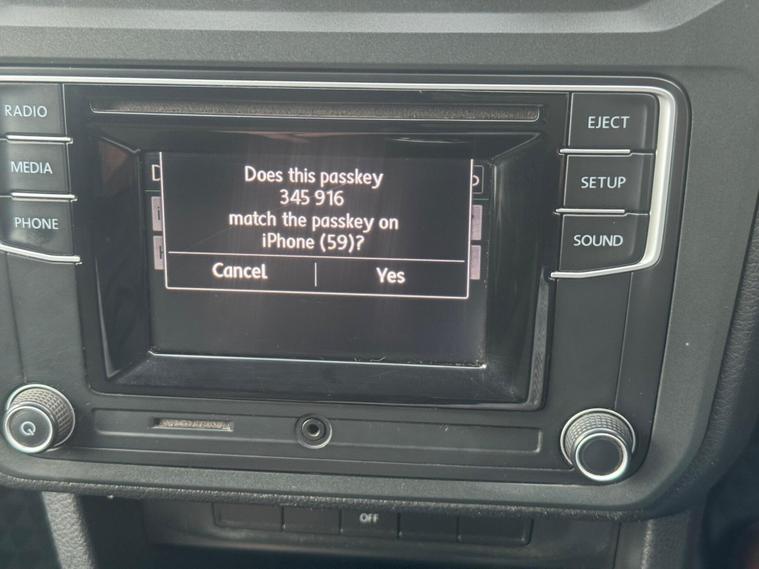 RADIO
MEDIA
PHONE
Does this passkey
345 916
match the passkey on
iPhone (59)?
Cancel
Yes
EJECT
SETUP
SOUND
Off